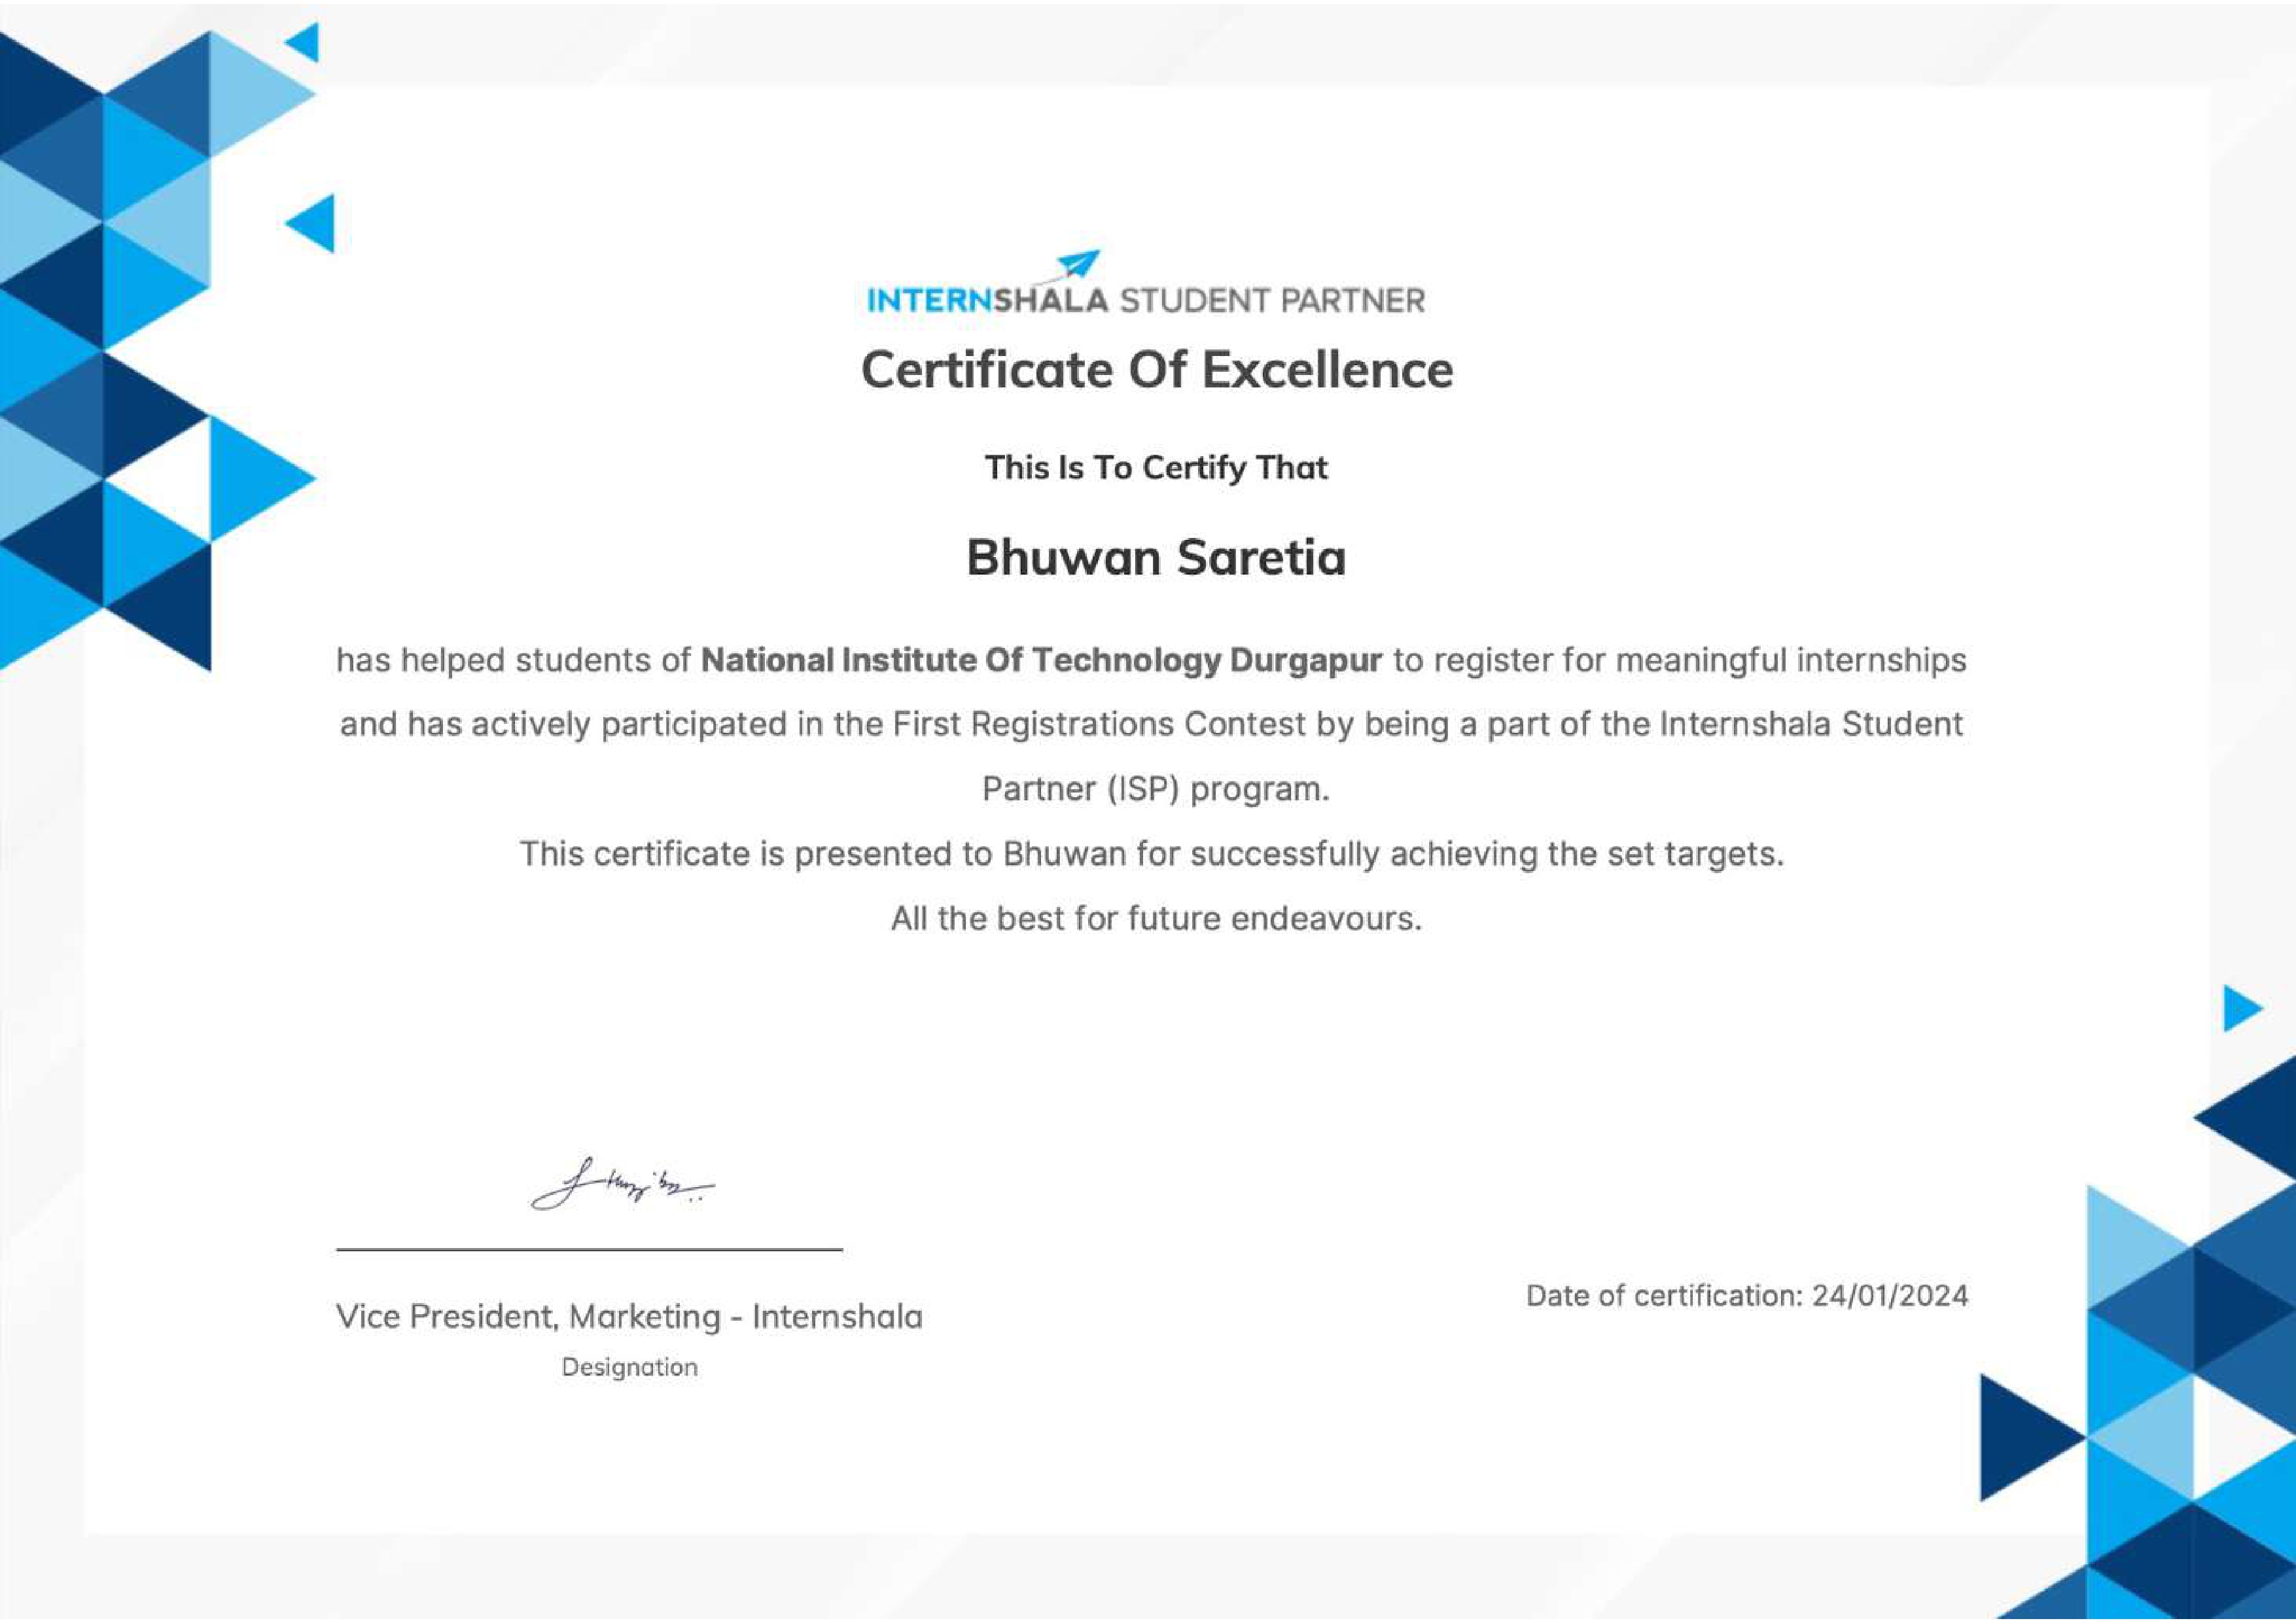 INTERNSHALA STUDENT PARTNER
Certificate Of Excellence
This Is To Certify That
Bhuwan Saretia
has helped students of National Institute Of Technology Durgapur to register for meaningful internships
and has actively participated in the First Registrations Contest by being a part of the Internshala Student
Partner (ISP) program.
This certificate is presented to Bhuwan for successfully achieving the set targets.
All the best for future endeavours.
Vice President, Marketing - Internshala
Designation
Date of certification: 24/01/2024